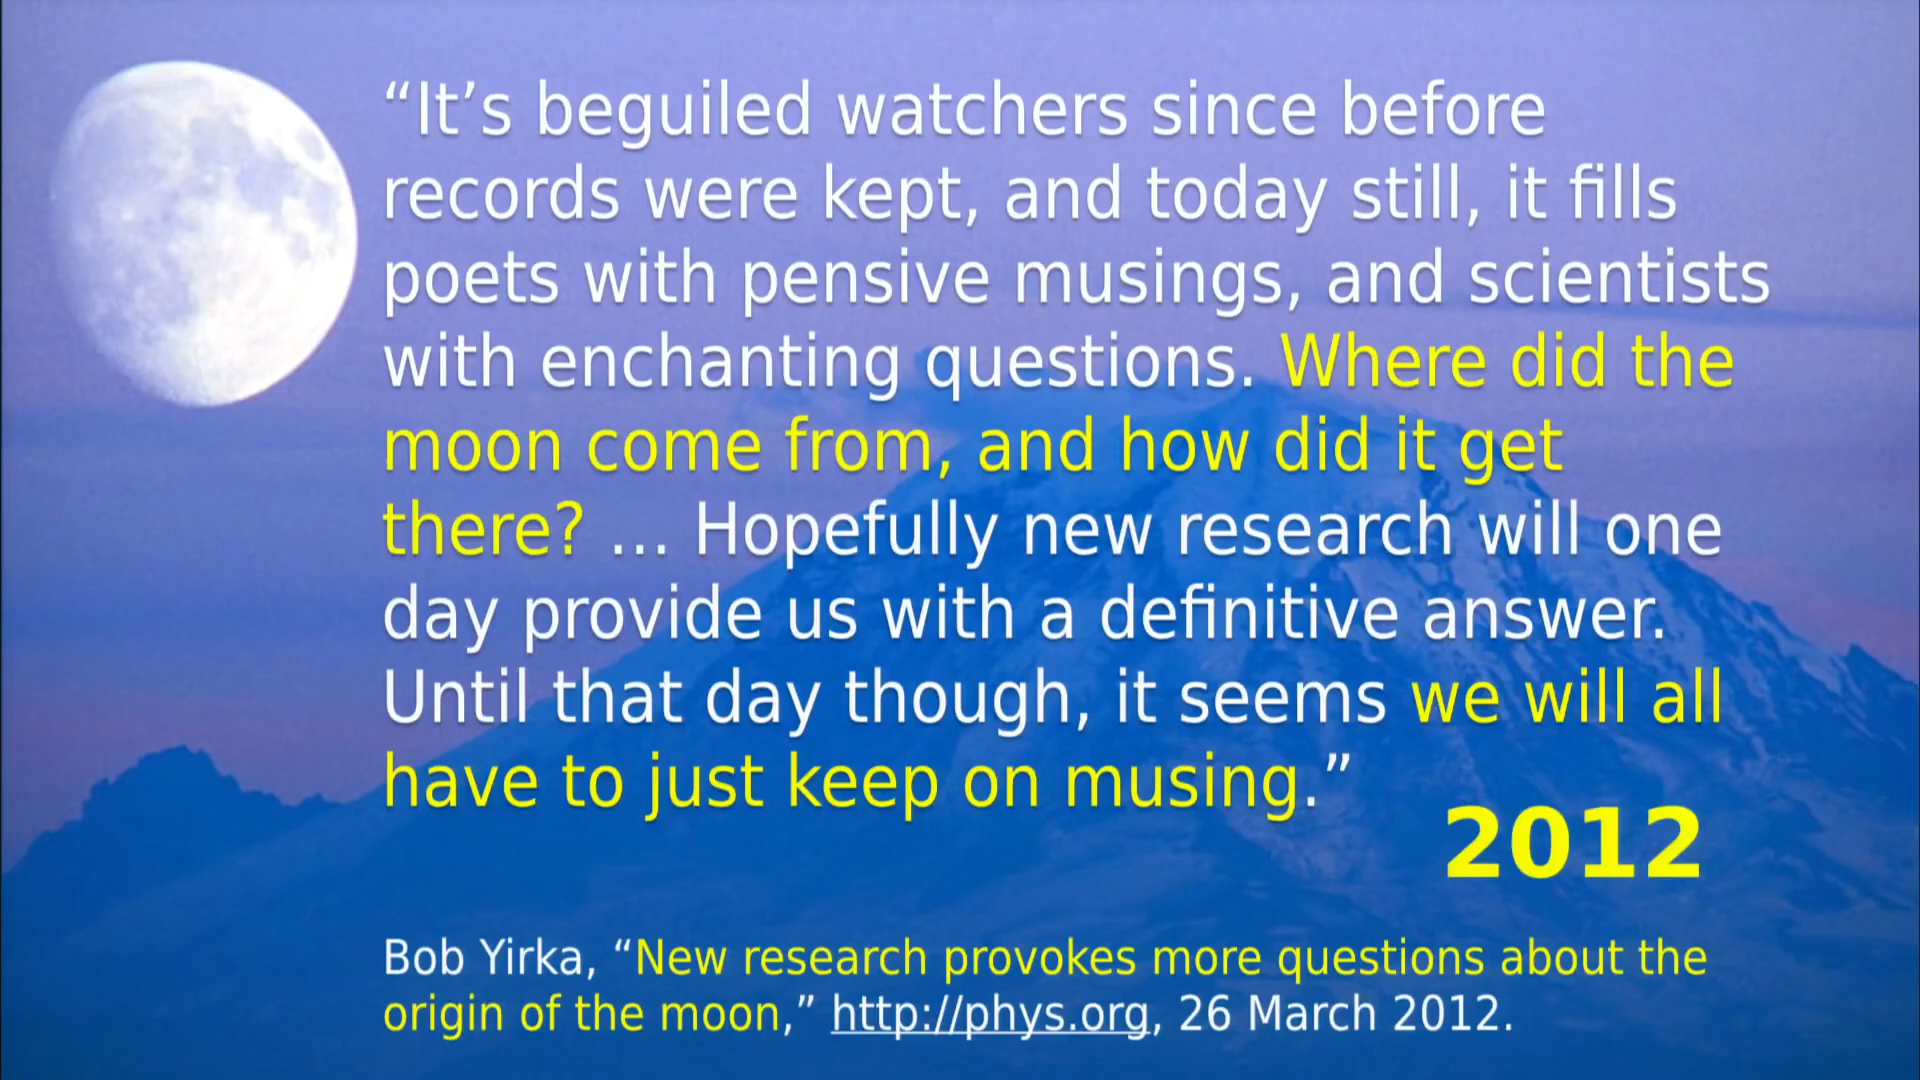 “It’s beguiled watchers since before
records were kept, and today still, it fills
poets with pensive musings, and scientists
with enchanting questions. Where did the
moon come from, and how did it get
there? … Hopefully new research will one
day provide us with a definitive answer.
Until that day though, it seems we will all
have to just keep on musing.”
2012
Bob Yirka, “New research provokes more questions about the
origin of the moon,” http://phys.org, 26 March 2012.